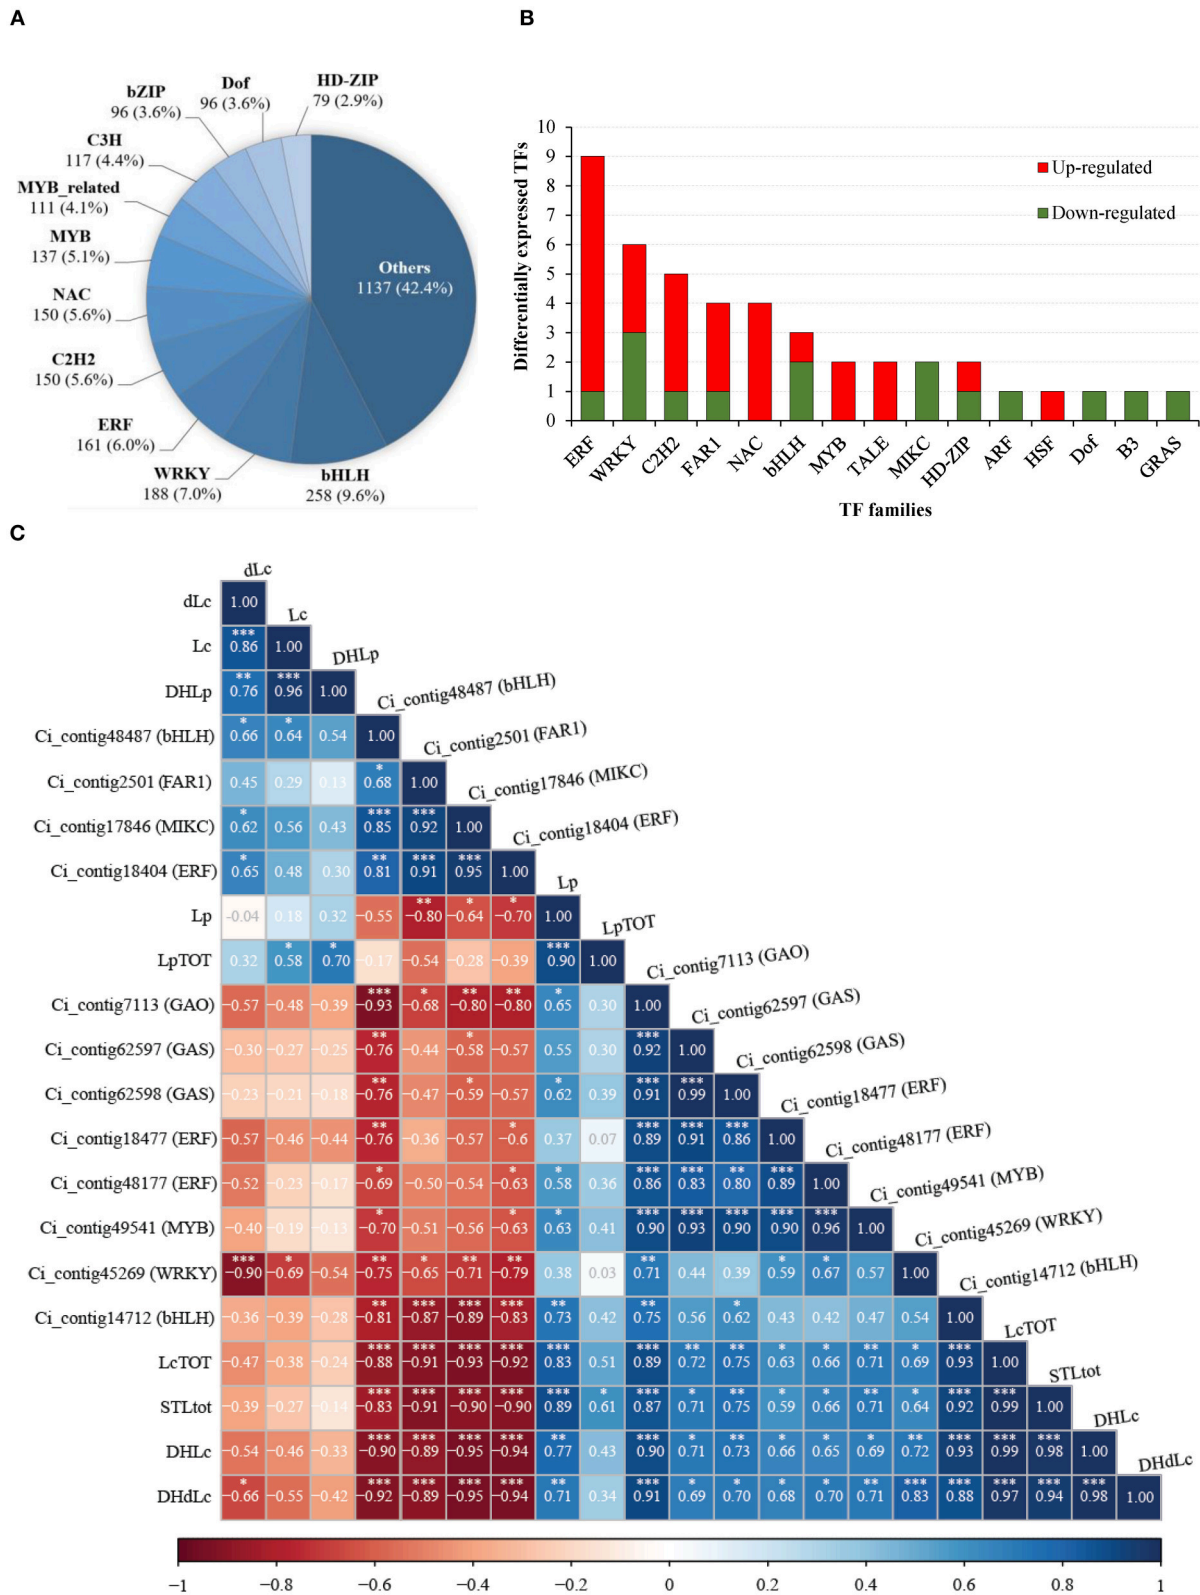 A
HD-ZIP
79 (2.9%)
Dof
96 (3.6%)
bZIP
96 (3.6%)
C3H
117 (4.4%)
MYB_related
111 (4.1%)
MYB
137 (5.1%)
NAC
150 (5.6%)
C2H2
150 (5.6%)
ERF
161 (6.0%)
WRKY
188 (7.0%)
bHLH
258 (9.6%)
Others
1137 (42.4%)
B
Differentially expressed TFs
10
9
8
7
6
5
4
3
2
1
0
Up-regulated
Down-regulated
ERF WRKY C2H2 FAR1 NAC bHLH MYB TALE MIKC HD-ZIP ARF HSF Dof B3 GRAS
TF families
C
dLc
dLc 1.00
Lc
***
Lc 0.86 1.00
DHLp
** ***
DHLp 0.76 0.96 1.00
Ci_contig48487 (bHLH)
* *
Ci_contig48487 (bHLH) 0.66 0.64 0.54 1.00
Ci_contig2501 (FAR1)
*
Ci_contig2501 (FAR1) 0.45 0.29 0.13 0.68 1.00
Ci_contig17846 (MIKC)
* *** ***
Ci_contig17846 (MIKC) 0.62 0.56 0.43 0.85 0.92 1.00
Ci_contig18404 (ERF)
* ** *** ***
Ci_contig18404 (ERF) 0.65 0.48 0.30 0.81 0.91 0.95 1.00
Lp
** * *
Lp -0.04 0.18 0.32 −0.55 −0.80 −0.64 −0.70 1.00
LpTOT
* * ***
LpTOT 0.32 0.58 0.70 −0.17 −0.54 −0.28 −0.39 0.90 1.00
Ci_contig7113 (GAO)
*** * ** ** *
Ci_contig7113 (GAO) −0.57 −0.48 −0.39 −0.93 −0.68 −0.80 −0.80 0.65 0.30 1.00
Ci_contig62597 (GAS)
** * ***
Ci_contig62597 (GAS) −0.30 −0.27 −0.25 −0.76 −0.44 −0.58 −0.57 0.55 0.30 0.92 1.00
Ci_contig62598 (GAS)
** * * *** ***
Ci_contig62598 (GAS) −0.23 −0.21 −0.18 −0.76 −0.47 −0.59 −0.57 0.62 0.39 0.91 0.99 1.00
Ci_contig18477 (ERF)
** * *** *** ***
Ci_contig18477 (ERF) −0.57 −0.46 −0.44 −0.76 −0.36 −0.57 −0.6 0.37 0.07 0.89 0.91 0.86 1.00
Ci_contig48177 (ERF)
* * * *** *** ** ***
Ci_contig48177 (ERF) −0.52 −0.23 −0.17 −0.69 −0.50 −0.54 −0.63 0.58 0.36 0.86 0.83 0.80 0.89 1.00
Ci_contig49541 (MYB)
* * * *** *** *** *** ***
Ci_contig49541 (MYB) −0.40 −0.19 −0.13 −0.70 −0.51 −0.56 −0.63 0.63 0.41 0.90 0.93 0.90 0.90 0.96 1.00
Ci_contig45269 (WRKY)
*** * ** * ** ** ** * *
Ci_contig45269 (WRKY) −0.90 −0.69 −0.54 −0.75 −0.65 −0.71 −0.79 0.38 0.03 0.71 0.44 0.39 0.59 0.67 0.57 1.00
Ci_contig14712 (bHLH)
** *** *** *** ** ** *
Ci_contig14712 (bHLH) −0.36 −0.39 −0.28 −0.81 −0.87 −0.89 −0.83 0.73 0.42 0.75 0.56 0.62 0.43 0.42 0.47 0.54 1.00
LcTOT
*** *** *** *** *** *** ** ** * * ** * ***
LcTOT −0.47 −0.38 −0.24 −0.88 −0.91 −0.93 −0.92 0.83 0.51 0.89 0.72 0.75 0.63 0.66 0.71 0.69 0.93 1.00
STLtot
*** *** *** *** *** * *** * ** * * ** * *** ***
STLtot −0.39 −0.27 −0.14 −0.83 −0.91 −0.90 −0.90 0.89 0.61 0.87 0.71 0.75 0.59 0.66 0.71 0.64 0.92 0.99 1.00
DHLc
*** *** *** *** ** *** * ** * * * ** *** *** ***
DHLc −0.54 −0.46 −0.33 −0.90 −0.89 −0.95 −0.94 0.77 0.43 0.90 0.71 0.73 0.66 0.65 0.69 0.72 0.93 0.99 0.98 1.00
DHdLc
* *** *** *** *** ** *** * * * * ** *** *** *** *** ***
DHdLc −0.66 −0.55 −0.42 −0.92 −0.89 −0.95 −0.94 0.71 0.34 0.91 0.69 0.70 0.68 0.70 0.71 0.83 0.88 0.97 0.94 0.98 1.00
−1 −0.8 −0.6 −0.4 −0.2 0 0.2 0.4 0.6 0.8 1